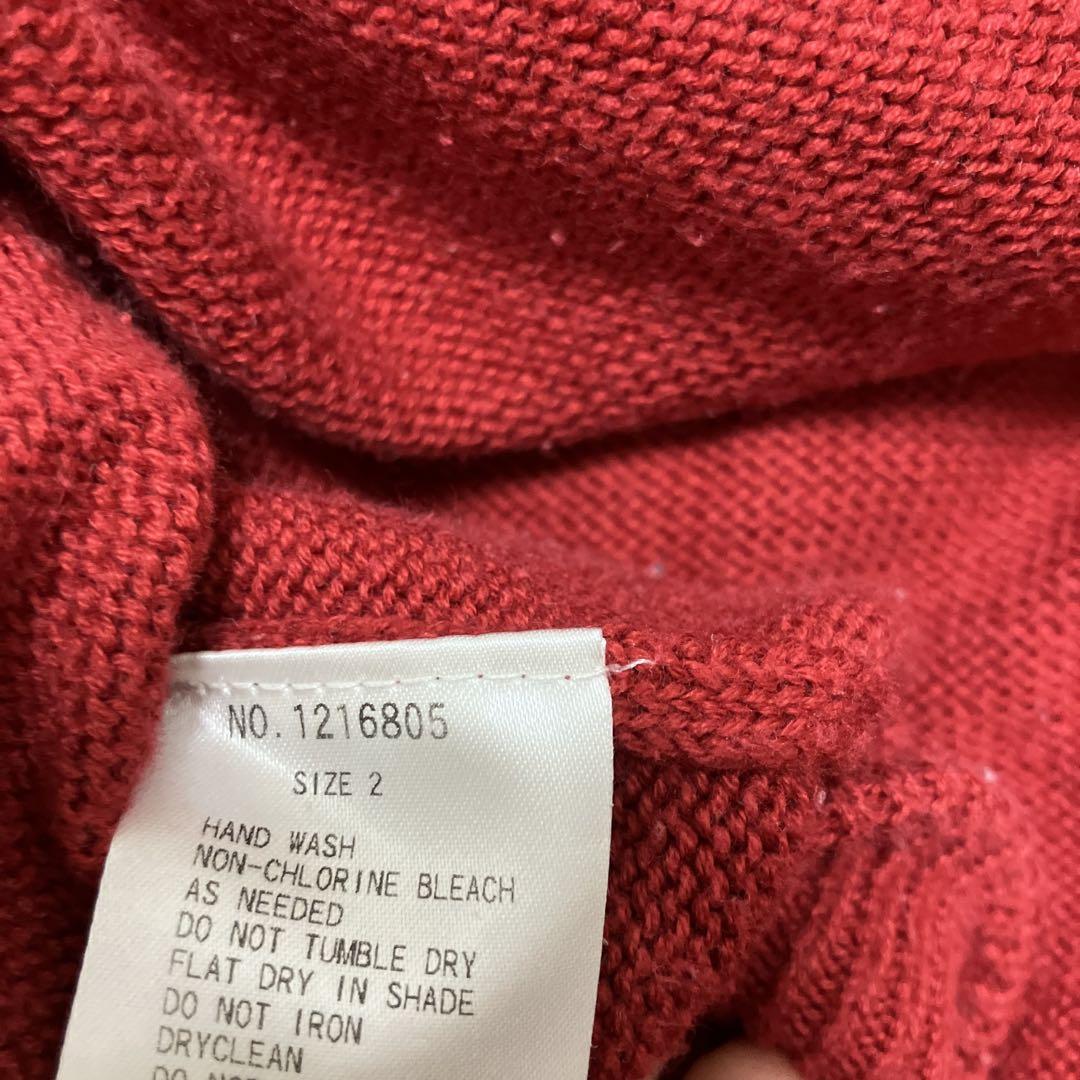 NO. 1216805
SIZE 2
HAND WASH
NON-CHLORINE BLEACH
AS NEEDED
DO NOT TUMBLE DRY
FLAT DRY IN SHADE
DO NOT IRON
DRYCLEAN
DO